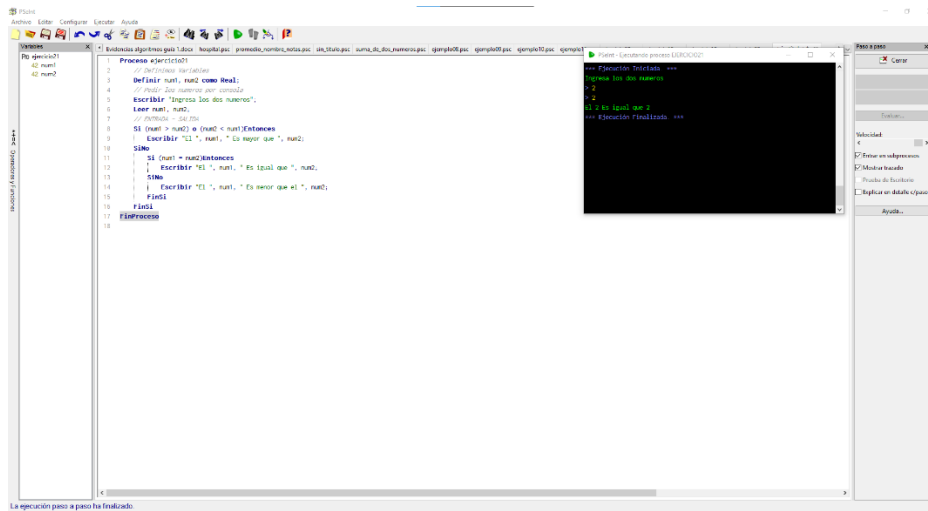 PSeInt
Archivo Editar Configurar Ejecutar Ayuda
Variables X
ejercicio21
num1
num2
Evidencias algoritmos guía 1.docx hospital.psc promedio_nombre_notas.psc sin_titulo.psc suma_de_dos_numeros.psc ejemplo08.psc ejemplo09.psc ejemplo10.psc
1 Proceso ejercicio21
2 // Definimos Variables
3 Definir num1, num2 como Real;
4 // Pedir los numeros por consola
5 Escribir "Ingresa los dos numeros";
6 Leer num1, num2;
7 // ENTRADA - SALIDA
8 Si (num1 > num2) o (num2 < num1)Entonces
9 Escribir "El ", num1, " Es mayor que ", num2;
10 SiNo
11 Si (num1 = num2)Entonces
12 Escribir "El ", num1, " Es igual que ", num2;
13 SiNo
14 Escribir "El ", num1, " Es menor que el ", num2;
15 FinSi
16 FinSi
17 FinProceso
18
PSeInt - Ejecutando proceso EJERCICIO21
*** Ejecución Iniciada. ***
Ingresa los dos numeros
> 2
> 2
El 2 Es igual que 2
*** Ejecución Finalizada. ***
Operadores y Funciones
Paso a paso X
Cerrar
Evaluar...
Velocidad:
Entrar en subprocesos
Mostrar trazado
Prueba de Escritorio
Explicar en detalle c/paso
Ayuda...
La ejecución paso a paso ha finalizado.